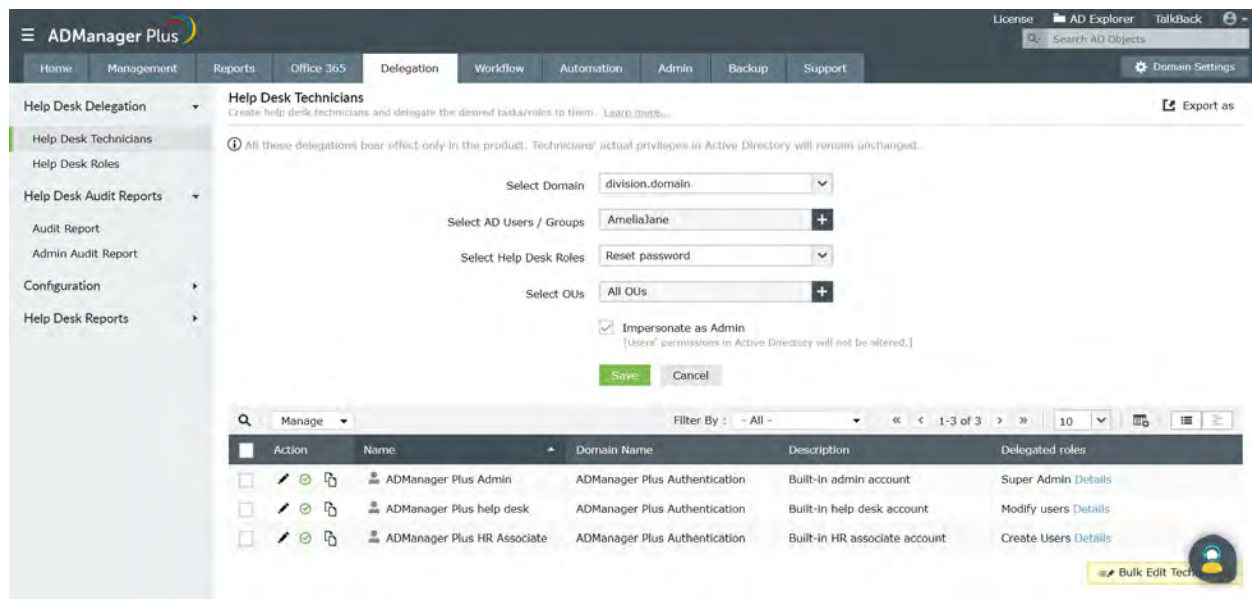 License AD Explorer TalkBack
ADManager Plus
Search AD Objects
Home Management Reports Office 365 Delegation Workflow Automation Admin Backup Support Domain Settings
Help Desk Delegation
Help Desk Technicians
Help Desk Roles
Help Desk Audit Reports
Audit Report
Admin Audit Report
Configuration
Help Desk Reports
Help Desk Technicians
Create help desk technicians and delegate the desired tasks/roles to them. Learn more...
Export as
All these delegations bear effect only in the product. Technicians' actual privileges in Active Directory will remain unchanged.
Select Domain division.domain
Select AD Users / Groups AmeliaJane
Select Help Desk Roles Reset password
Select OUs All OUs
Impersonate as Admin
[Users' permissions in Active Directory will not be altered.]
Save Cancel
Manage Filter By : - All - 1-3 of 3 10
Action Name Domain Name Description Delegated roles
ADManager Plus Admin ADManager Plus Authentication Built-in admin account Super Admin Details
ADManager Plus help desk ADManager Plus Authentication Built-in help desk account Modify users Details
ADManager Plus HR Associate ADManager Plus Authentication Built-in HR associate account Create Users Details
Bulk Edit Tech